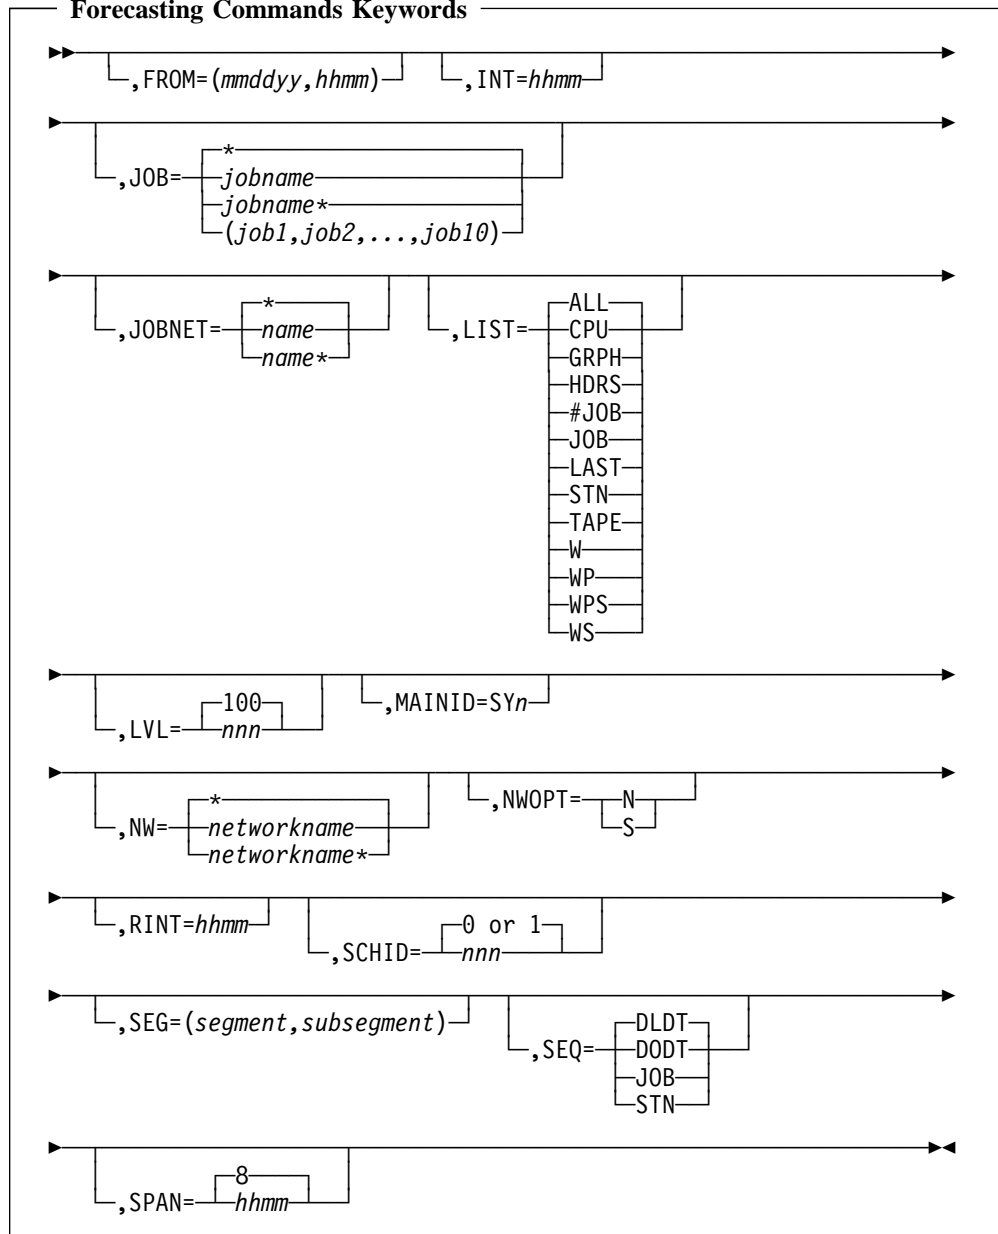 Forecasting Commands Keywords
,FROM=(mmddyy,hhmm) ,INT=hhmm
*
,JOB= jobname
jobname*
(job1,job2,...,job10)
* ALL
,JOBNET= name ,LIST= CPU
name* GRPH
HDRS
#JOB
JOB
LAST
STN
TAPE
W
WP
WPS
WS
100 ,MAINID=SYn
,LVL= nnn
* ,NWOPT= N
,NW= networkname S
networkname*
,RINT=hhmm 0 or 1
,SCHID= nnn
,SEG=(segment,subsegment) DLDT
,SEQ= DODT
JOB
STN
8
,SPAN= hhmm